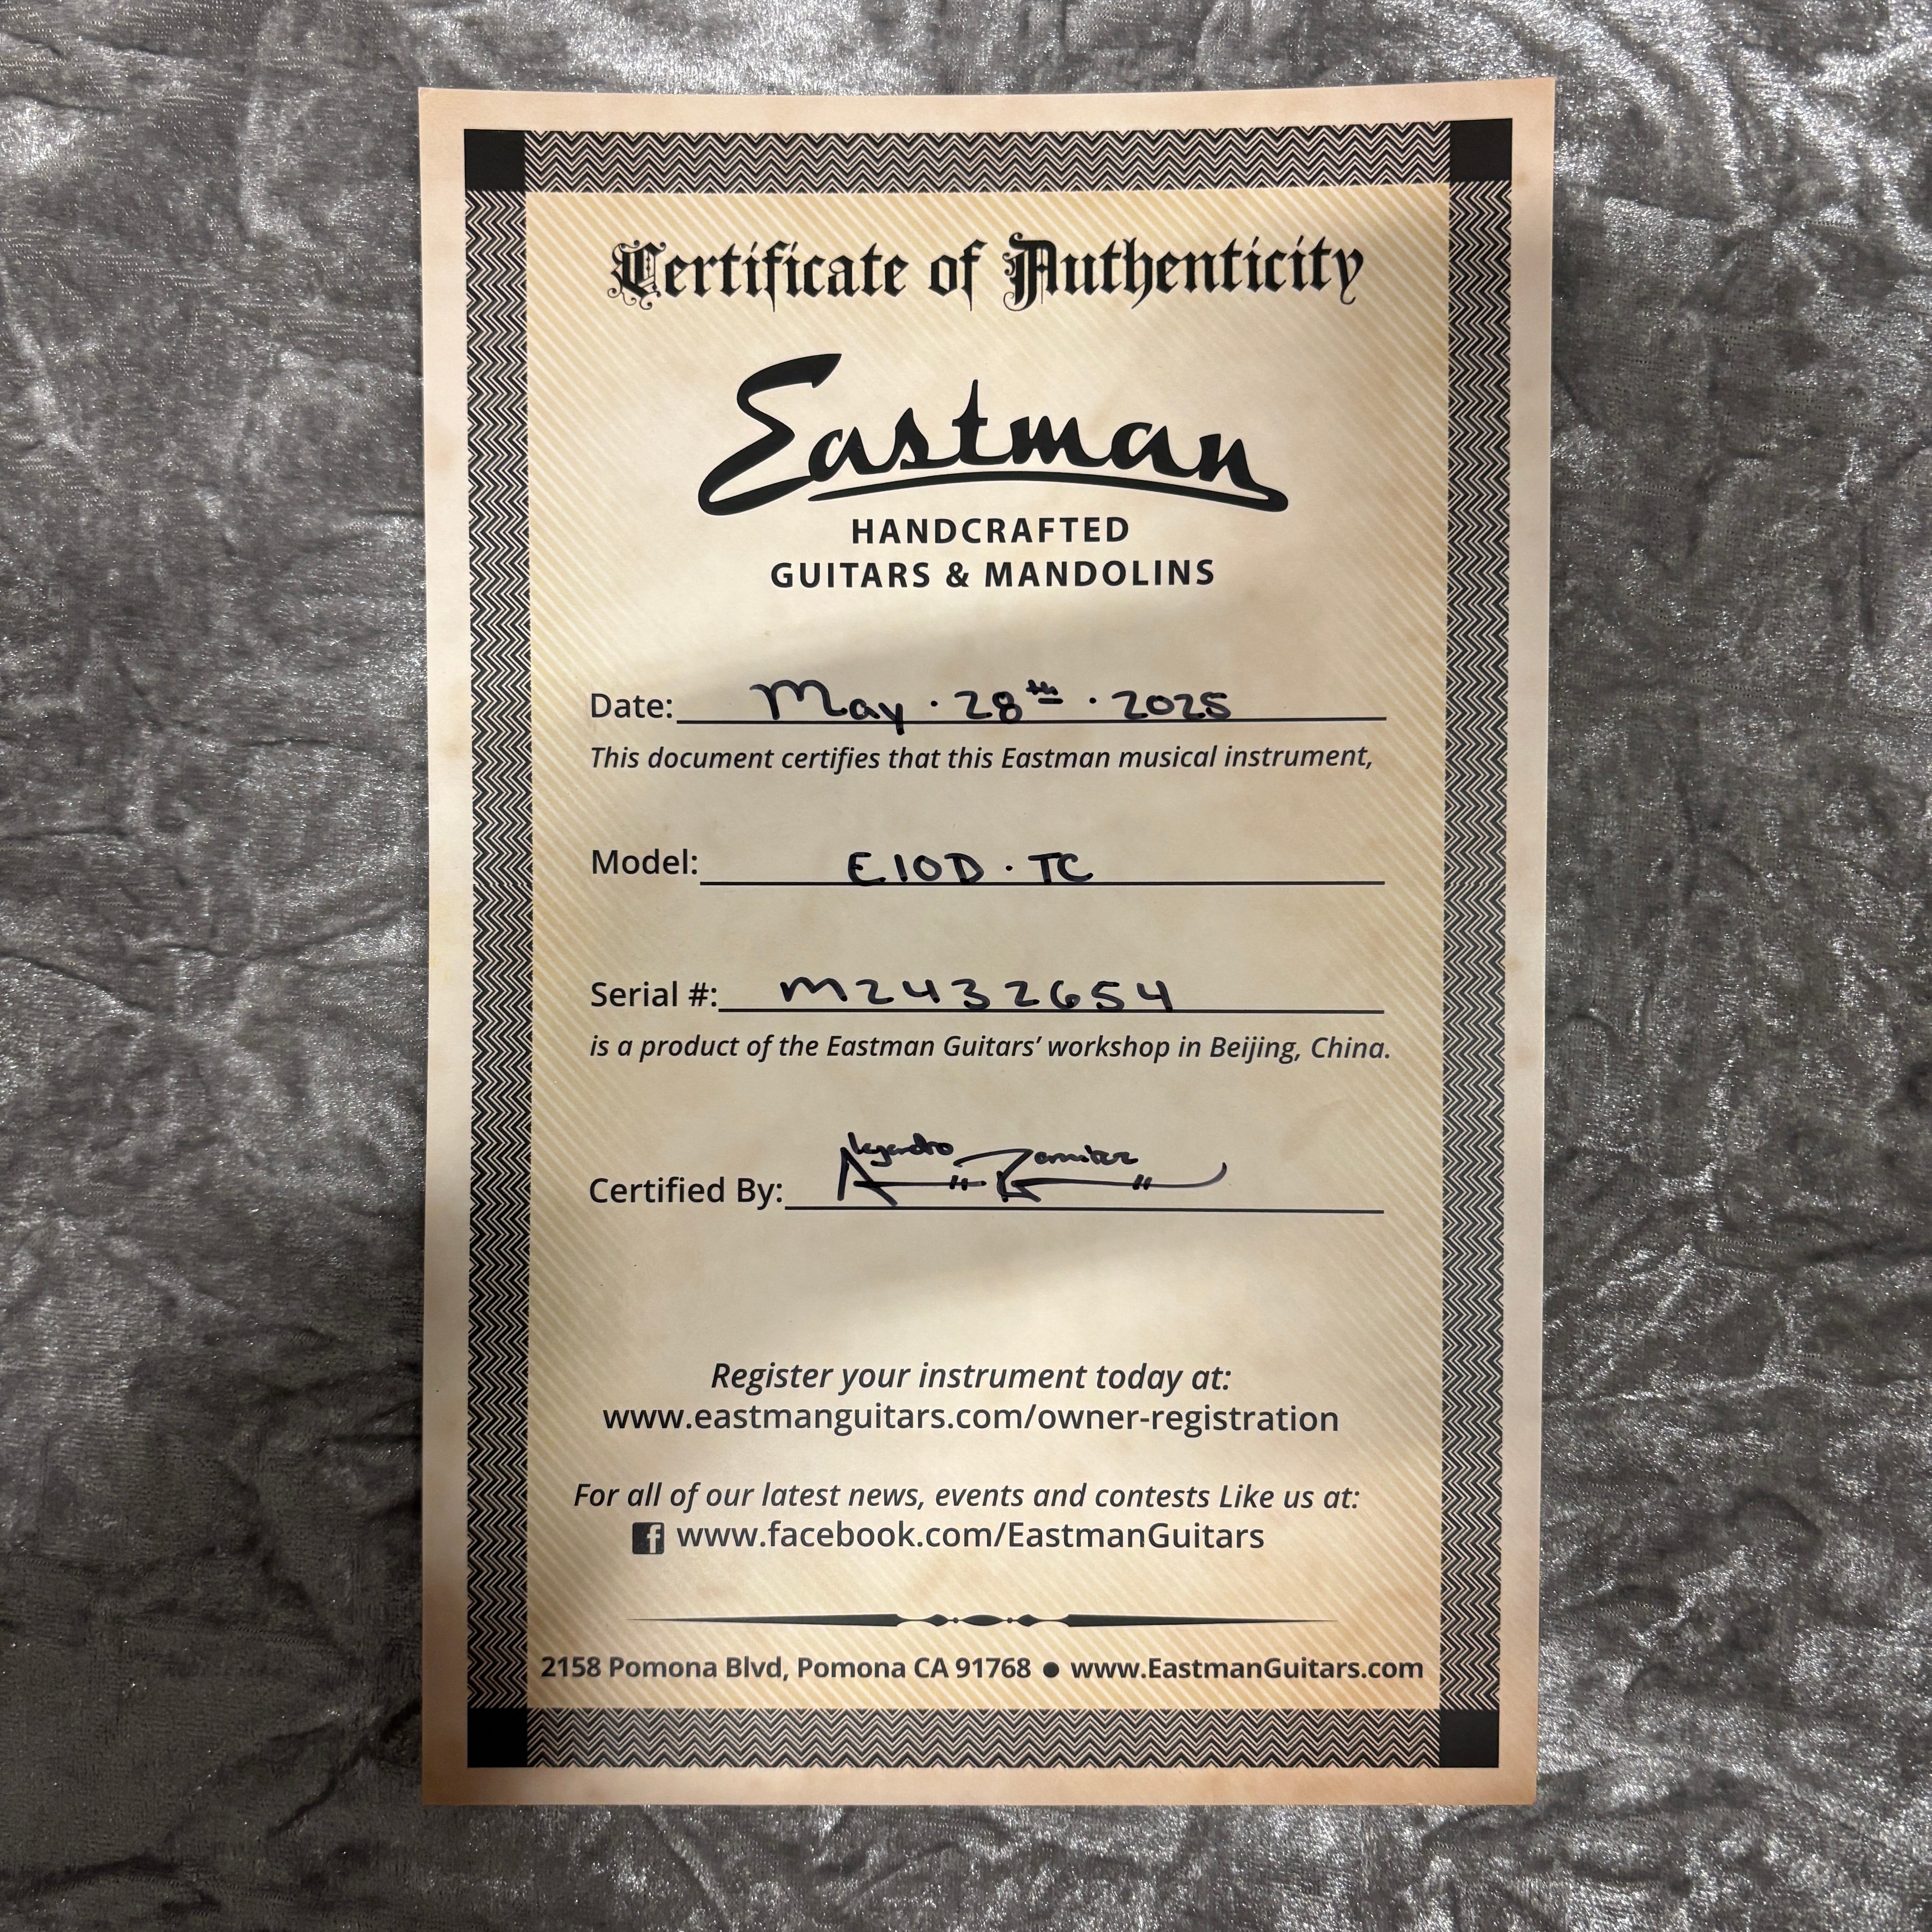 Certificate of Authenticity
Eastman
HANDCRAFTED
GUITARS & MANDOLINS
Date: May · 28th · 2025
This document certifies that this Eastman musical instrument,
Model: E10D · TC
Serial #: M2432654
is a product of the Eastman Guitars’ workshop in Beijing, China.
Certified By: Alejandro
Register your instrument today at:
www.eastmanguitars.com/owner-registration
For all of our latest news, events and contests Like us at:
f www.facebook.com/EastmanGuitars
2158 Pomona Blvd, Pomona CA 91768 ● www.EastmanGuitars.com